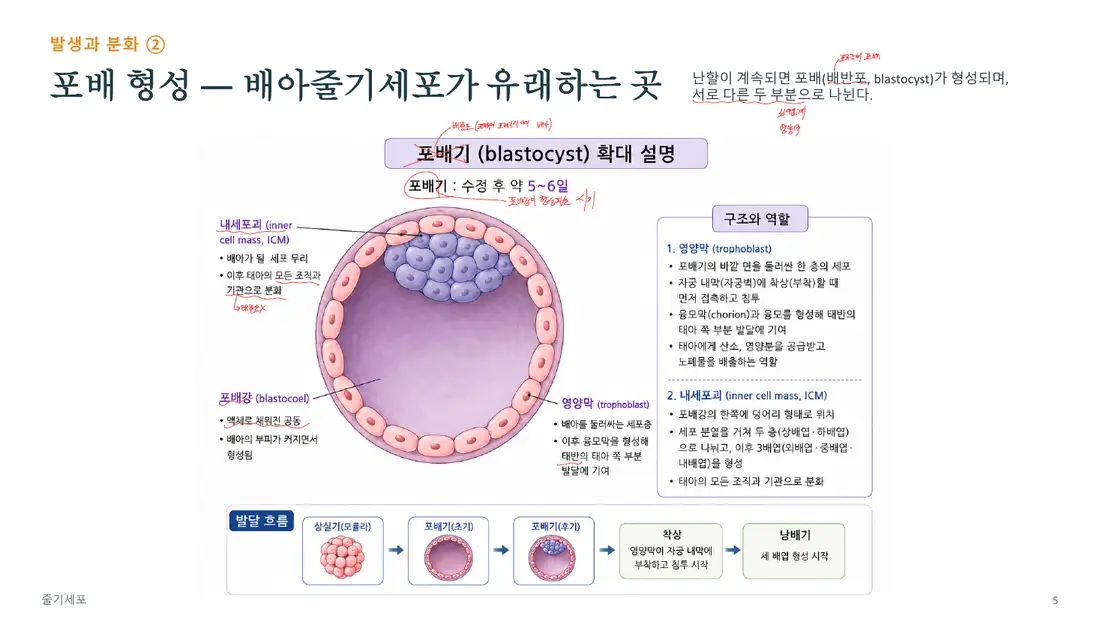 발생과 분화 ②
포배 형성 — 배아줄기세포가 유래하는 곳
난할이 계속되면 포배(배반포, blastocyst)가 형성되며,
서로 다른 두 부분으로 나뉜다.
내세포괴
영양막
포배기 (blastocyst) 확대 설명
포배기 : 수정 후 약 5~6일
시기
내세포괴 (inner
cell mass, ICM)
• 배아가 될 세포 무리
• 이후 태아의 모든 조직과
기관으로 분화
포배강 (blastocoel)
• 액체로 채워진 공동
• 배아의 부피가 커지면서
형성됨
영양막 (trophoblast)
• 배아를 둘러싸는 세포층
• 이후 융모막을 형성해
태반의 태아 쪽 부분
발달에 기여
구조와 역할
1. 영양막 (trophoblast)
• 포배기의 바깥 면을 둘러싼 한 층의 세포
• 자궁 내막(자궁벽)에 착상(부착)할 때
먼저 접촉하고 침투
• 융모막(chorion)과 융모를 형성해 태반의
태아 쪽 부분 발달에 기여
• 태아에게 산소, 영양분을 공급받고
노폐물을 배출하는 역할
2. 내세포괴 (inner cell mass, ICM)
• 포배강의 한쪽에 덩어리 형태로 위치
• 세포 분열을 거쳐 두 층(상배엽·하배엽)
으로 나뉘고, 이후 3배엽(외배엽·중배엽·
내배엽)을 형성
• 태아의 모든 조직과 기관으로 분화
발달 흐름
상실기(모룰라)
포배기(초기)
포배기(후기)
착상
영양막이 자궁 내막에
부착하고 침투 시작
낭배기
세 배엽 형성 시작
줄기세포
5